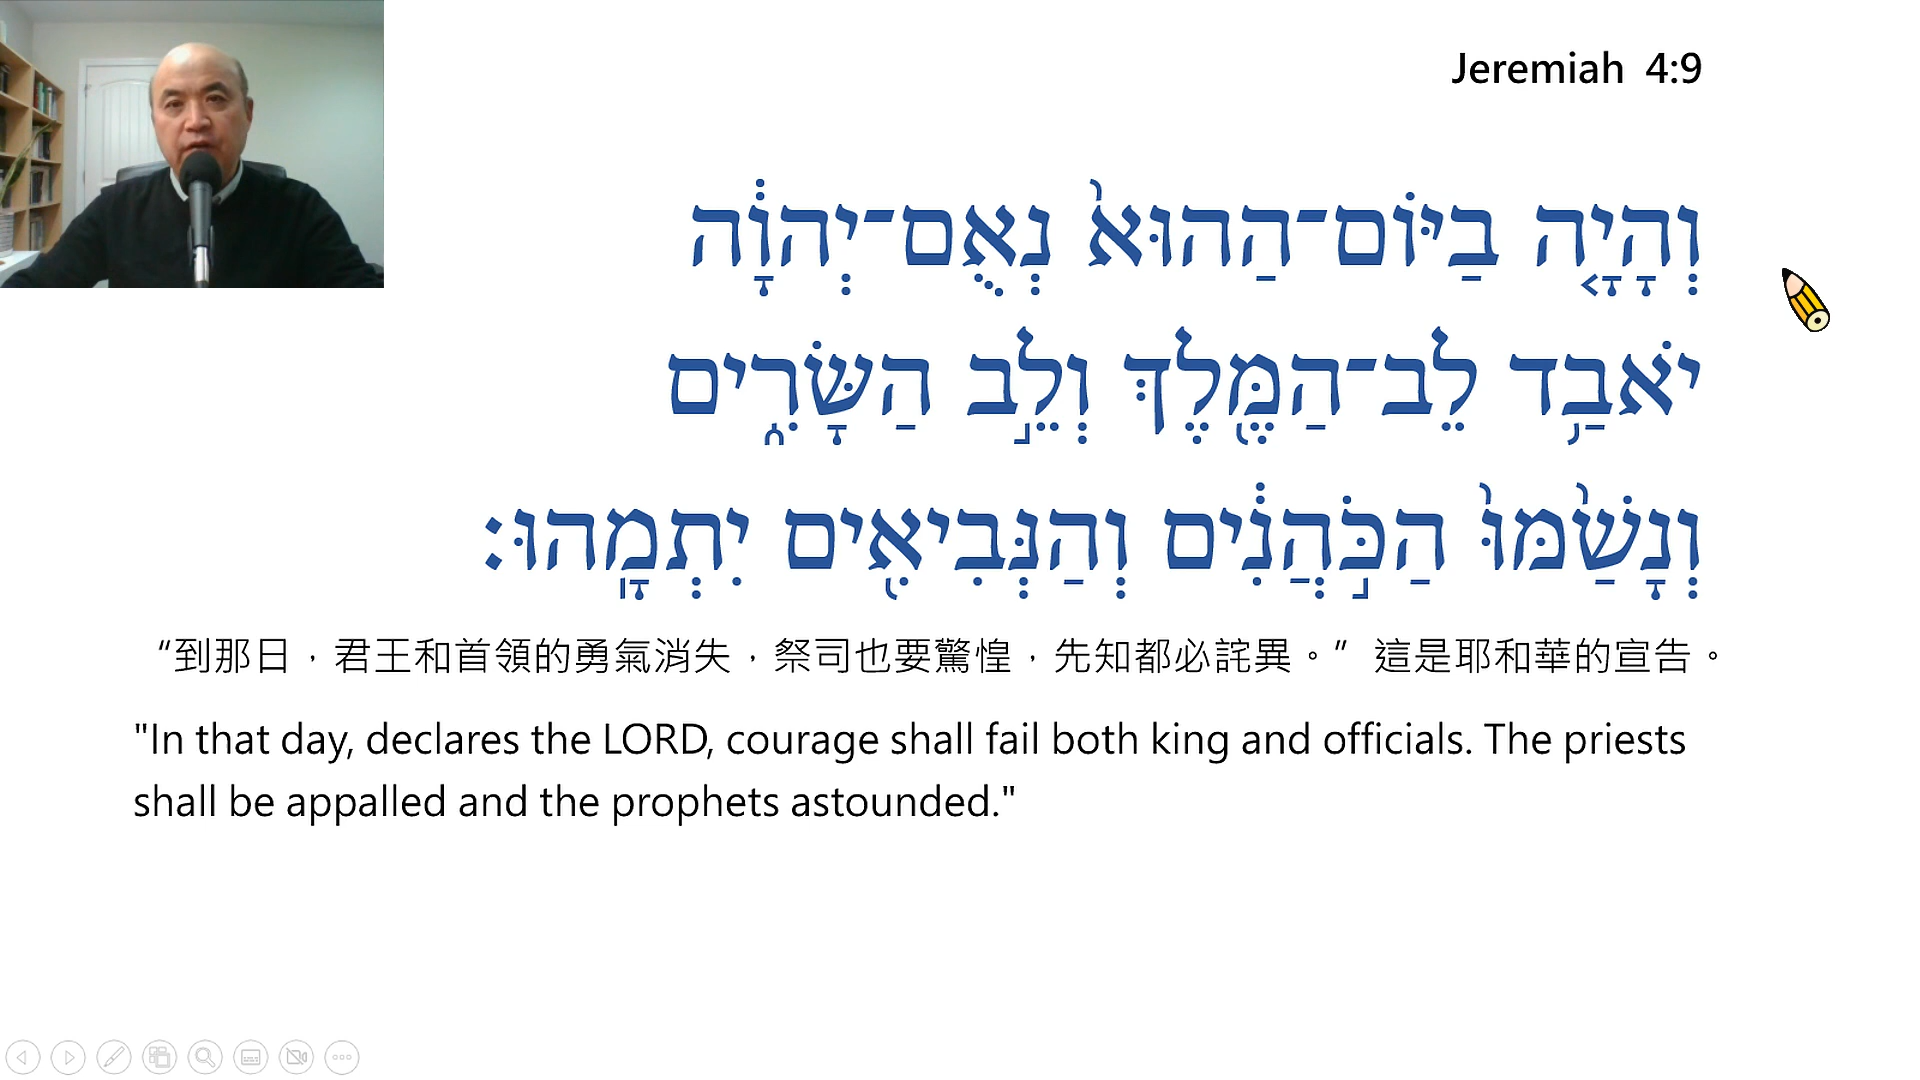 Jeremiah 4:9
וְהָיָ֤ה בַיּוֹם־הַהוּא֙ נְאֻם־יְהוָ֔ה
יֹאבַ֥ד לֵב־הַמֶּ֖לֶךְ וְלֵ֣ב הַשָּׂרִ֑ים
וְנָשַׁ֙מּוּ֙ הַכֹּ֣הֲנִ֔ים וְהַנְּבִיאִ֖ים יִתְמָֽהוּ׃
“到那日，君王和首領的勇氣消失，祭司也要驚惶，先知都必詫異。” 這是耶和華的宣告。
"In that day, declares the LORD, courage shall fail both king and officials. The priests
shall be appalled and the prophets astounded."